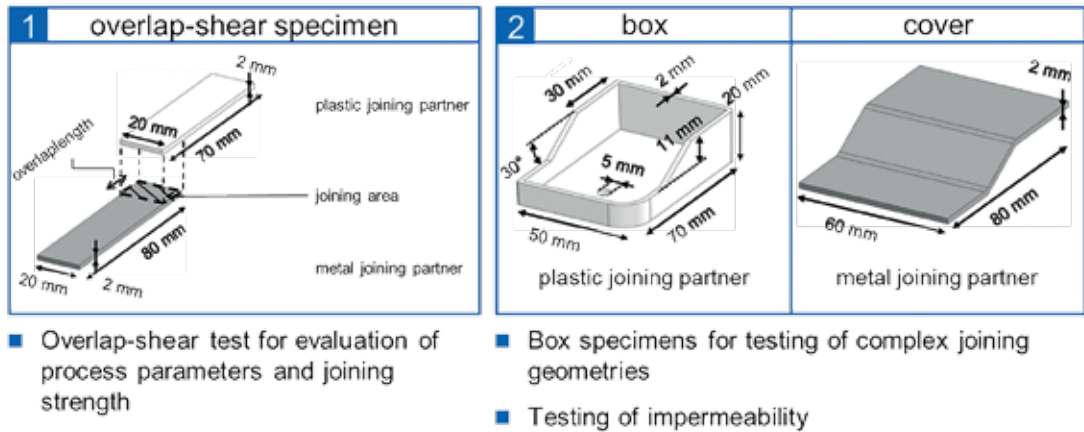 1 overlap-shear specimen
2 mm
plastic joining partner
20 mm
70 mm
overlaplength
joining area
80 mm
20 mm
2 mm
metal joining partner
2 box
30 mm
2 mm
20 mm
11 mm
30°
5 mm
50 mm
70 mm
plastic joining partner
cover
2 mm
60 mm
80 mm
metal joining partner
Overlap-shear test for evaluation of
process parameters and joining
strength
Box specimens for testing of complex joining
geometries
Testing of impermeability